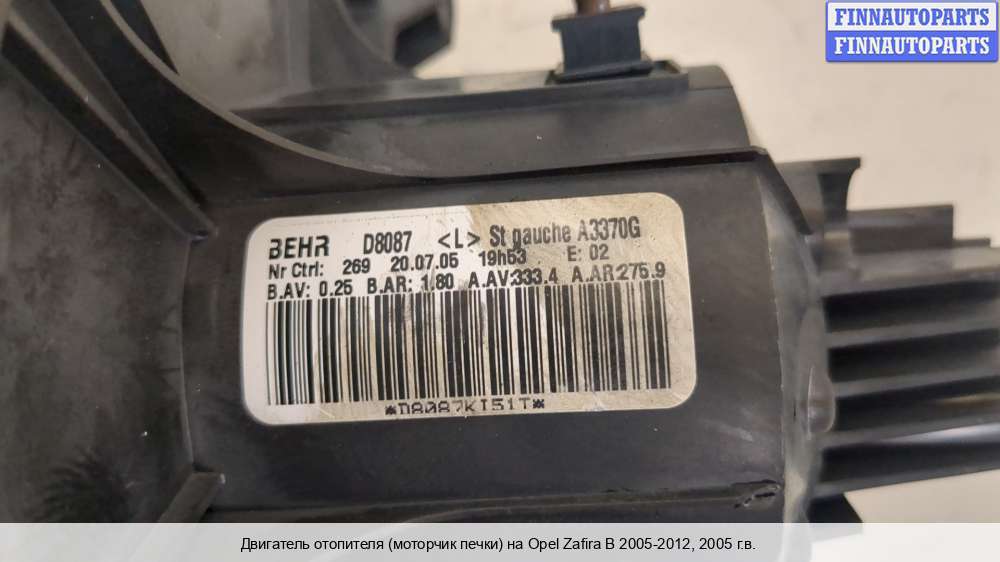 FINNAUTOPARTS
FINNAUTOPARTS
BEHR D8087 <L> St gauche A3370G
Nr Ctrl: 269 20.07.05 19h53 E: 02
B.AV: 0.25 B.AR: 1.80 A.AV:333.4 A.AR:275.9
*D8087KI51T*
Двигатель отопителя (моторчик печки) на Opel Zafira B 2005-2012, 2005 г.в.